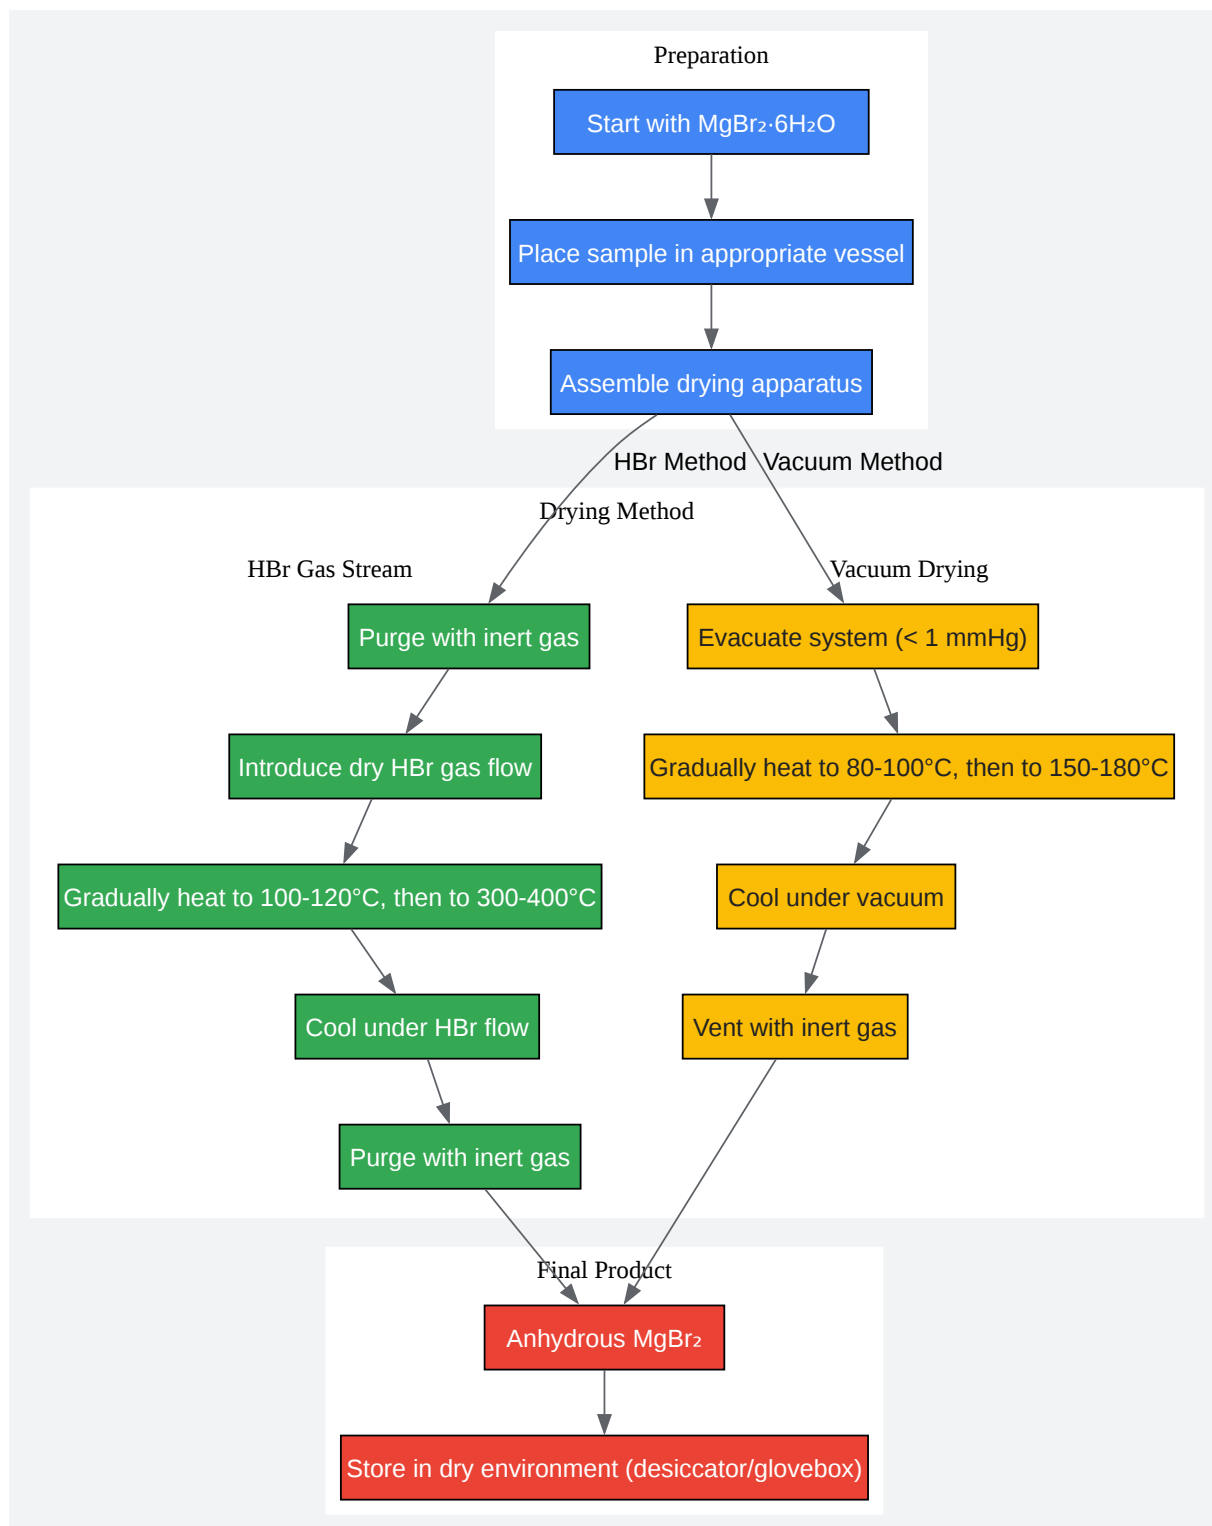 Preparation
Start with MgBr₂·6H₂O
Place sample in appropriate vessel
Assemble drying apparatus
HBr Method
Vacuum Method
Drying Method
HBr Gas Stream
Vacuum Drying
Purge with inert gas
Evacuate system (< 1 mmHg)
Introduce dry HBr gas flow
Gradually heat to 80-100°C, then to 150-180°C
Gradually heat to 100-120°C, then to 300-400°C
Cool under vacuum
Cool under HBr flow
Vent with inert gas
Purge with inert gas
Final Product
Anhydrous MgBr₂
Store in dry environment (desiccator/glovebox)